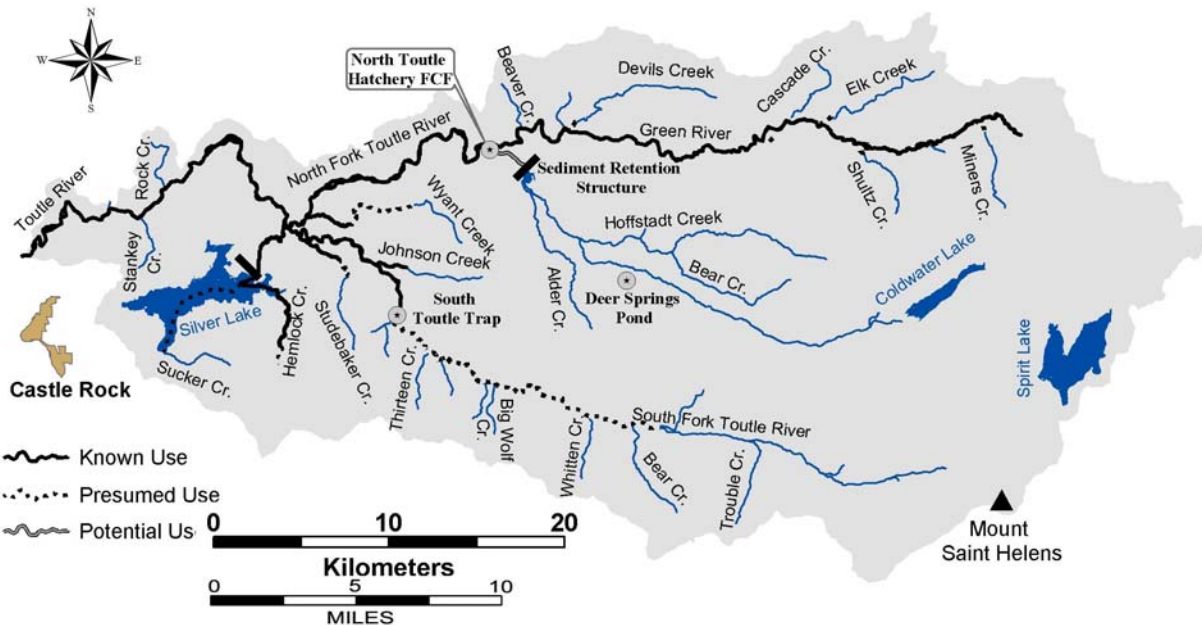 N
W
E
S
North Toutle
Hatchery FCF
Beaver Cr.
Devils Creek
Cascade Cr.
Elk Creek
Green River
North Fork Toutle River
Rock Cr.
Toutle River
Sediment Retention
Structure
Shultz Cr.
Miners Cr.
Wyant Creek
Hoffstadt Creek
Stankey
Cr.
Johnson Creek
Bear Cr.
Coldwater Lake
Alder Cr.
Deer Springs
Pond
South
Toutle Trap
Silver Lake
Hemlock Cr.
Studebaker Cr.
Spirit Lake
Sucker Cr.
Castle Rock
Thirteen Cr.
Big Wolf
Cr.
South Fork Toutle River
Whitten Cr.
Bear Cr.
Trouble Cr.
Known Use
Presumed Use
Potential Us
0 10 20
Kilometers
0 5 10
MILES
Mount
Saint Helens